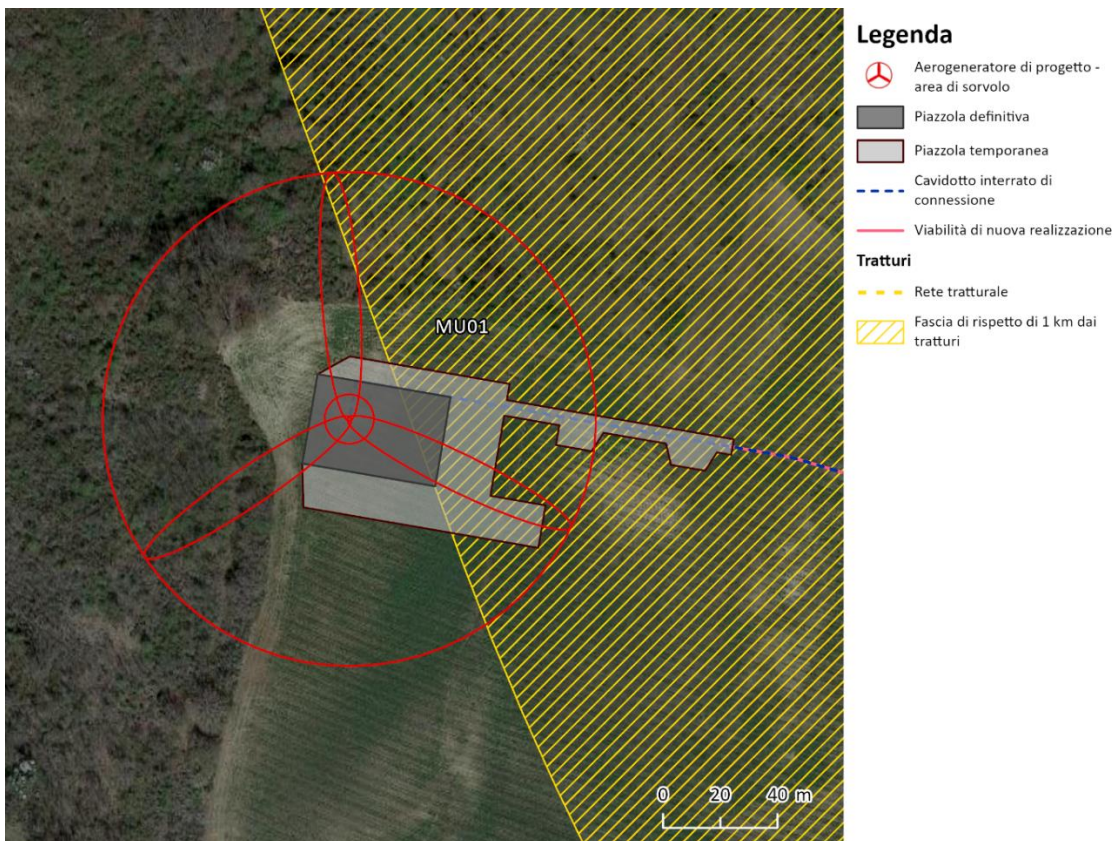 MU01
0 20 40 m
Legenda
Aerogeneratore di progetto -
area di sorvolo
Piazzola definitiva
Piazzola temporanea
Cavidotto interrato di
connessione
Viabilità di nuova realizzazione
Tratturi
Rete tratturale
Fascia di rispetto di 1 km dai
tratturi